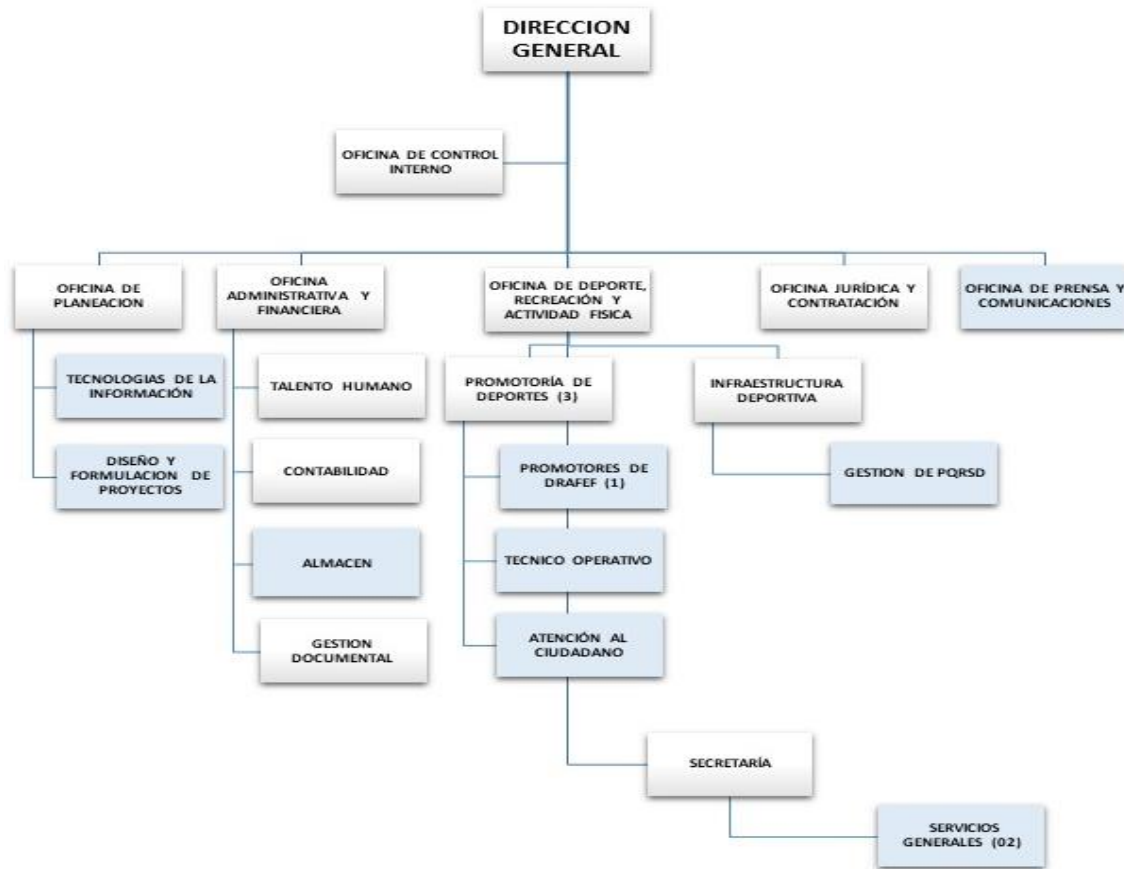 DIRECCION
GENERAL
OFICINA DE CONTROL
INTERNO
OFICINA DE
PLANEACION
OFICINA
ADMINISTRATIVA Y
FINANCIERA
OFICINA DE DEPORTE,
RECREACIÓN Y
ACTIVIDAD FISICA
OFICINA JURÍDICA Y
CONTRATACIÓN
OFICINA DE PRENSA Y
COMUNICACIONES
TECNOLOGIAS DE LA
INFORMACIÓN
TALENTO HUMANO
PROMOTORÍA DE
DEPORTES (3)
INFRAESTRUCTURA
DEPORTIVA
DISEÑO Y
FORMULACION DE
PROYECTOS
CONTABILIDAD
PROMOTORES DE
DRAFEF (1)
GESTION DE PQRSD
ALMACEN
TECNICO OPERATIVO
GESTION
DOCUMENTAL
ATENCIÓN AL
CIUDADANO
SECRETARÍA
SERVICIOS
GENERALES (02)